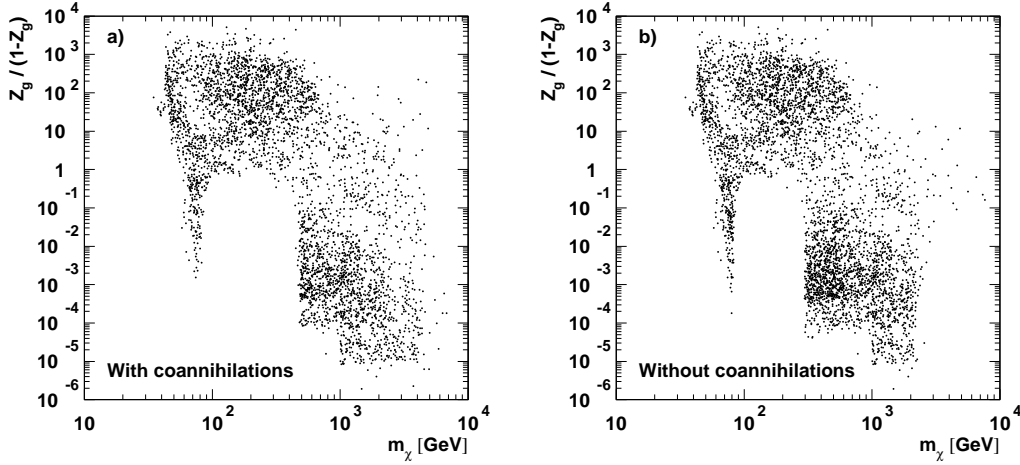 Z_g / (1-Z_g)
10^4
10^3
10^2
10
1
10^-1
10^-2
10^-3
10^-4
10^-5
10^-6
a)
With coannihilations
10 10^2 10^3 10^4
m_χ [GeV]
Z_g / (1-Z_g)
10^4
10^3
10^2
10
1
10^-1
10^-2
10^-3
10^-4
10^-5
10^-6
b)
Without coannihilations
10 10^2 10^3 10^4
m_χ [GeV]